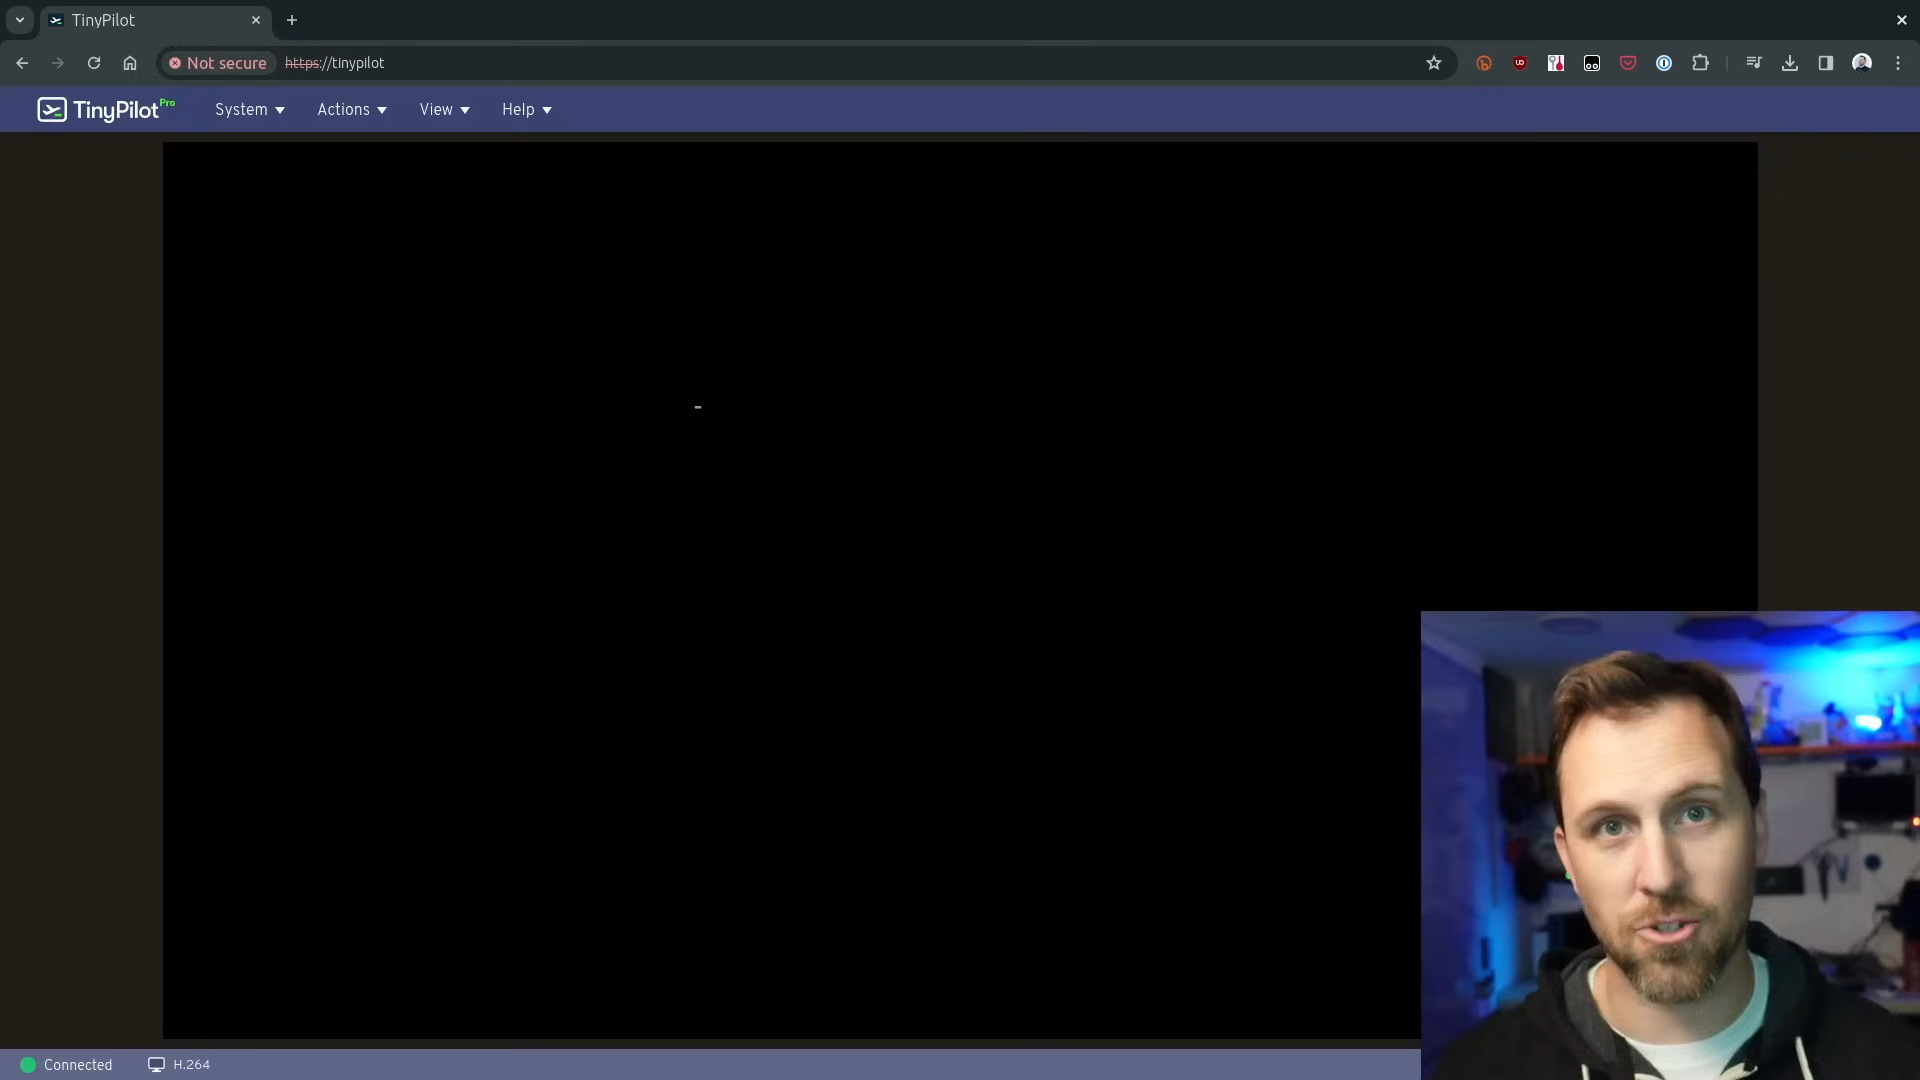 TinyPilot
Not secure https://tinypilot
TinyPilot Pro System Actions View Help
Connected H.264